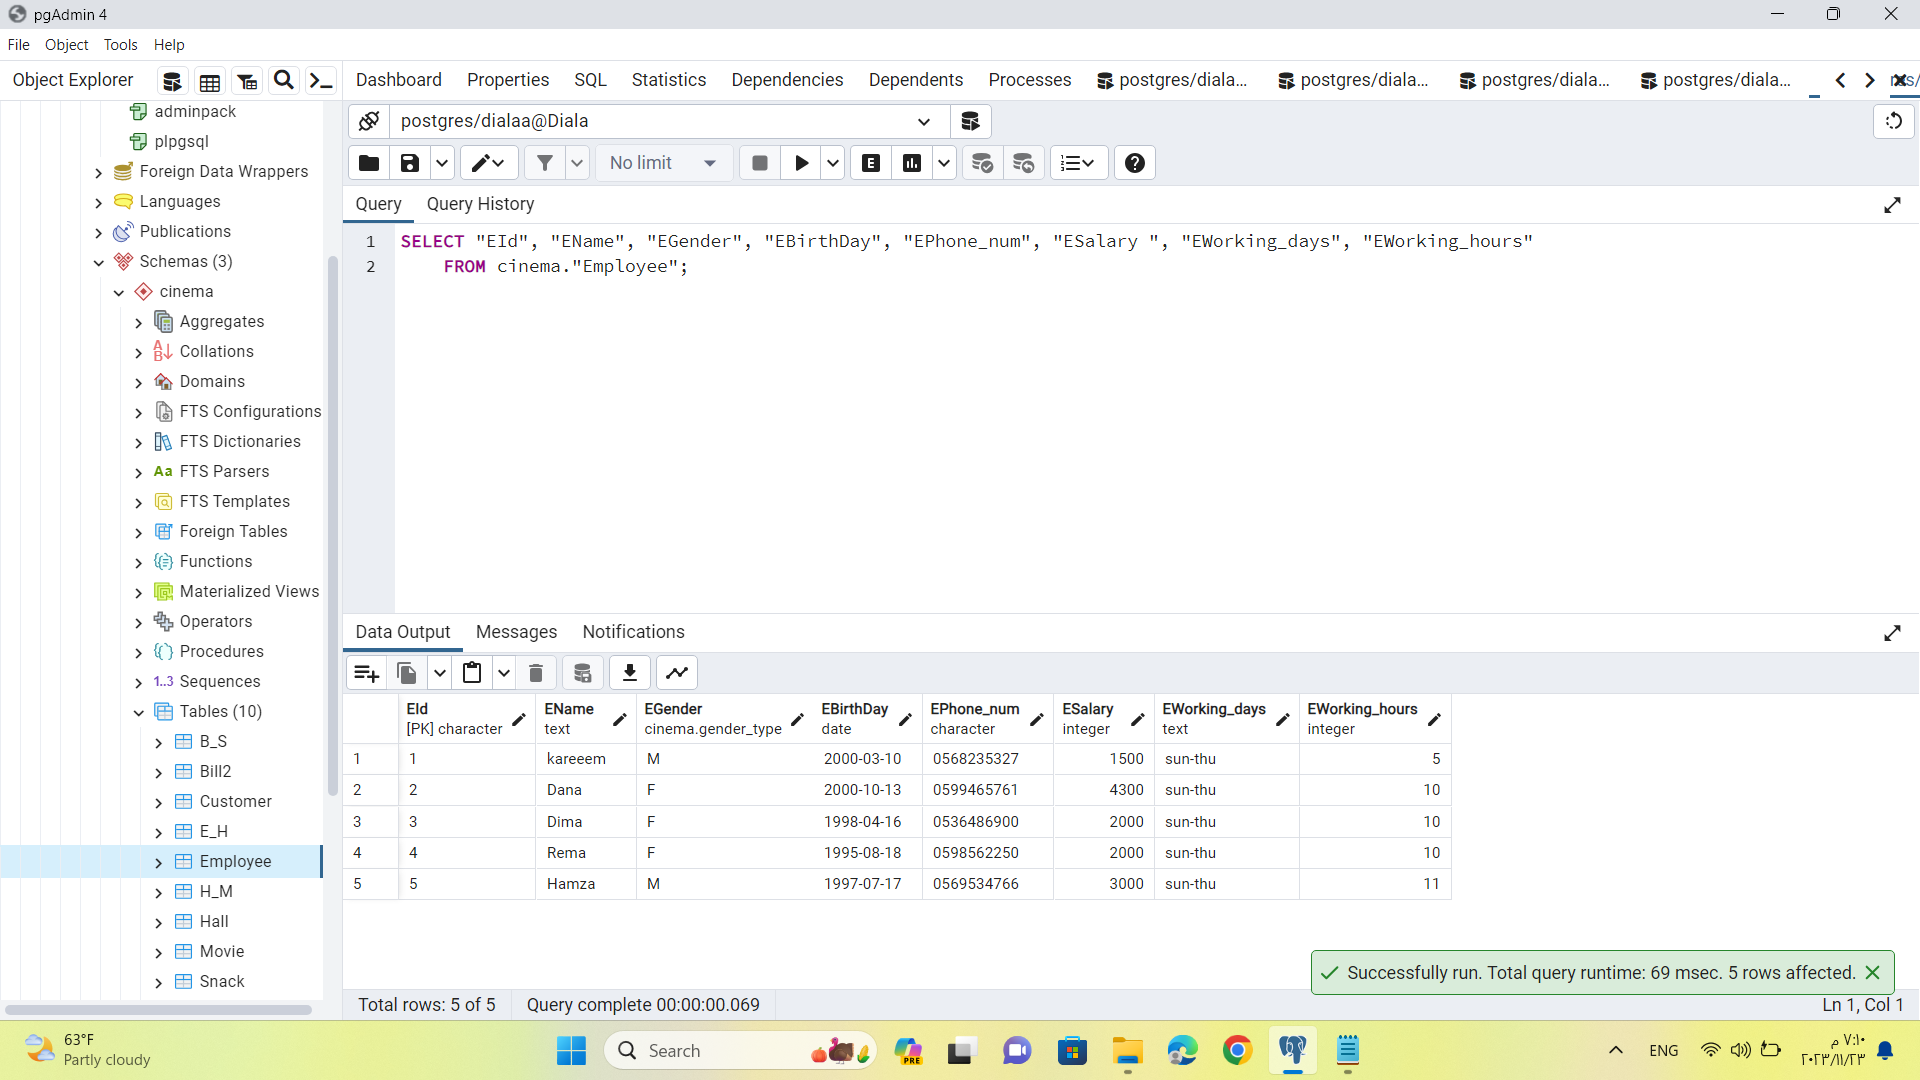 pgAdmin 4
File Object Tools Help
Object Explorer
Dashboard Properties SQL Statistics Dependencies Dependents Processes postgres/diala... postgres/diala... postgres/diala... postgres/diala...
adminpack
plpgsql
Foreign Data Wrappers
Languages
Publications
Schemas (3)
cinema
Aggregates
Collations
Domains
FTS Configurations
FTS Dictionaries
Aa FTS Parsers
FTS Templates
Foreign Tables
Functions
Materialized Views
Operators
Procedures
1..3 Sequences
Tables (10)
B_S
Bill2
Customer
E_H
Employee
H_M
Hall
Movie
Snack
postgres/dialaa@Diala
No limit
E
Query Query History
1 SELECT "EId", "EName", "EGender", "EBirthDay", "EPhone_num", "ESalary ", "EWorking_days", "EWorking_hours"
2 FROM cinema."Employee";
Data Output Messages Notifications
EId EName EGender EBirthDay EPhone_num ESalary EWorking_days EWorking_hours
[PK] character text cinema.gender_type date character integer text integer
1 1 kareeem M 2000-03-10 0568235327 1500 sun-thu 5
2 2 Dana F 2000-10-13 0599465761 4300 sun-thu 10
3 3 Dima F 1998-04-16 0536486900 2000 sun-thu 10
4 4 Rema F 1995-08-18 0598562250 2000 sun-thu 10
5 5 Hamza M 1997-07-17 0569534766 3000 sun-thu 11
Successfully run. Total query runtime: 69 msec. 5 rows affected.
Total rows: 5 of 5 Query complete 00:00:00.069
Ln 1, Col 1
63°F
Partly cloudy
Search
PRE
ENG
٧:١٠ م
٢٠٢٣/١١/٢٣